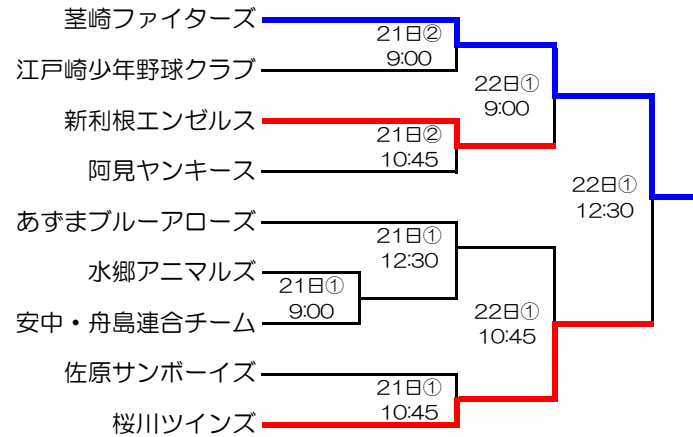 茎崎ファイターズ
21日②
9:00
江戸崎少年野球クラブ
22日①
9:00
新利根エンゼルス
21日②
10:45
阿見ヤンキース
22日①
12:30
あずまブルーアローズ
21日①
12:30
水郷アニマルズ
21日①
9:00
安中・舟島連合チーム
22日①
10:45
佐原サンボーイズ
21日①
10:45
桜川ツインズ